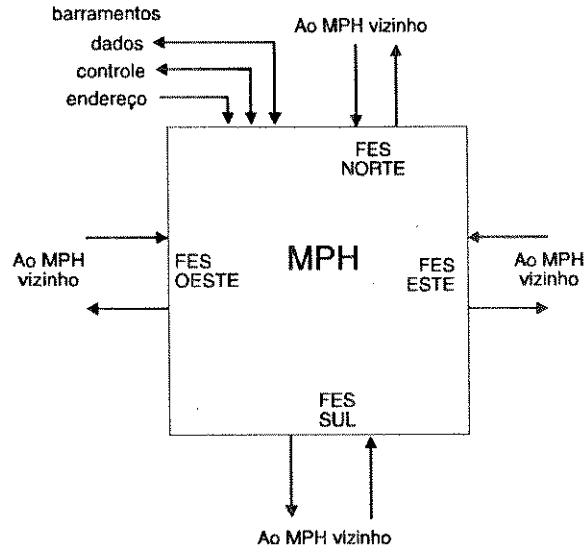 barramentos
dados
controle
endereço
Ao MPH vizinho
FES
NORTE
Ao MPH
vizinho
FES
OESTE
MPH
FES
ESTE
Ao MPH
vizinho
FES
SUL
Ao MPH vizinho